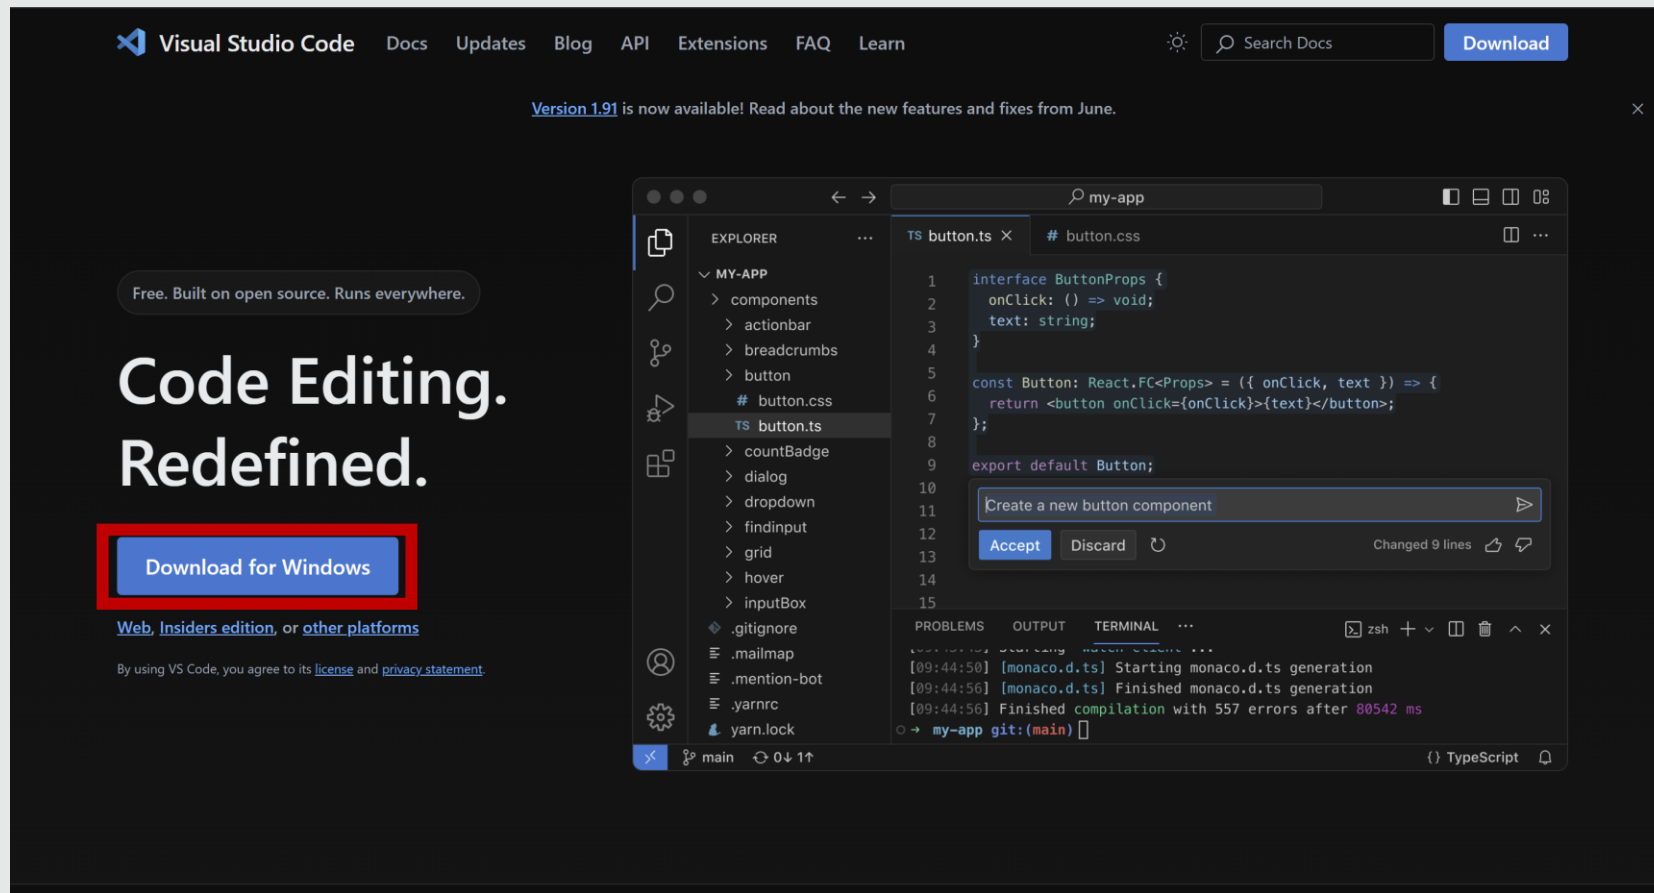 Visual Studio Code Docs Updates Blog API Extensions FAQ Learn Search Docs Download
Version 1.91 is now available! Read about the new features and fixes from June.
Free. Built on open source. Runs everywhere.
Code Editing.
Redefined.
Download for Windows
Web, Insiders edition, or other platforms
By using VS Code, you agree to its license and privacy statement.
my-app
EXPLORER
MY-APP
components
actionbar
breadcrumbs
button
# button.css
TS button.ts
countBadge
dialog
dropdown
findinput
grid
hover
inputBox
.gitignore
.mailmap
.mention-bot
.yarnrc
yarn.lock
TS button.ts # button.css
1
2
3
4
5
6
7
8
9
10
11
12
13
14
15
interface ButtonProps {
onClick: () => void;
text: string;
}
const Button: React.FC<Props> = ({ onClick, text }) => {
return <button onClick={onClick}>{text}</button>;
};
export default Button;
Create a new button component
Accept Discard Changed 9 lines
PROBLEMS OUTPUT TERMINAL ··· zsh
[09:44:50] [monaco.d.ts] Starting monaco.d.ts generation
[09:44:56] [monaco.d.ts] Finished monaco.d.ts generation
[09:44:56] Finished compilation with 557 errors after 80542 ms
→ my-app git:(main)
main 0↓ 1↑ {} TypeScript